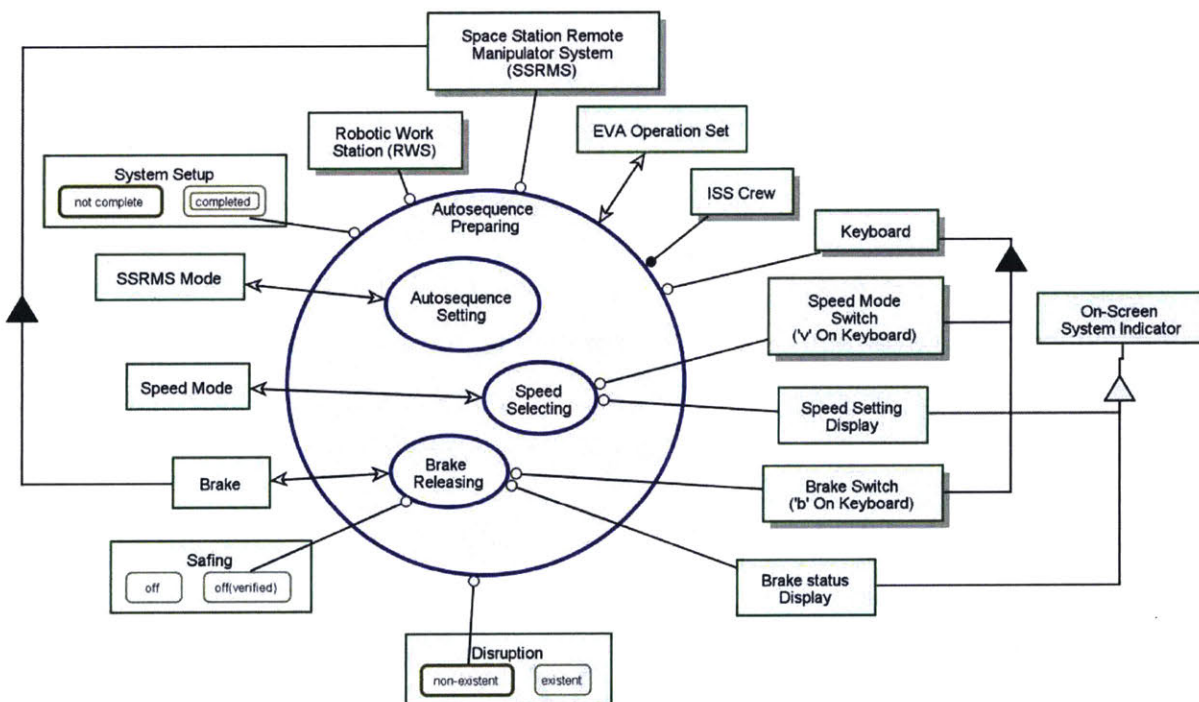 Space Station Remote
Manipulator System
(SSRMS)
Robotic Work
Station (RWS)
EVA Operation Set
System Setup
not complete
completed
ISS Crew
Autosequence
Preparing
Keyboard
SSRMS Mode
Autosequence
Setting
Speed Mode
Switch
('v' On Keyboard)
On-Screen
System Indicator
Speed Mode
Speed
Selecting
Speed Setting
Display
Brake
Brake
Releasing
Brake Switch
('b' On Keyboard)
Safing
off
off(verified)
Brake status
Display
Disruption
non-existent
existent